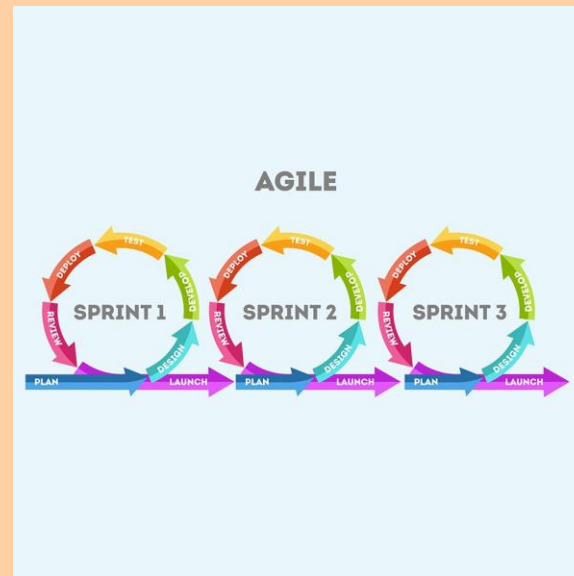 AGILE
SPRINT 1
PLAN
DESIGN
DEVELOP
TEST
DEPLOY
REVIEW
LAUNCH
SPRINT 2
PLAN
DESIGN
DEVELOP
TEST
DEPLOY
REVIEW
LAUNCH
SPRINT 3
PLAN
DESIGN
DEVELOP
TEST
DEPLOY
REVIEW
LAUNCH